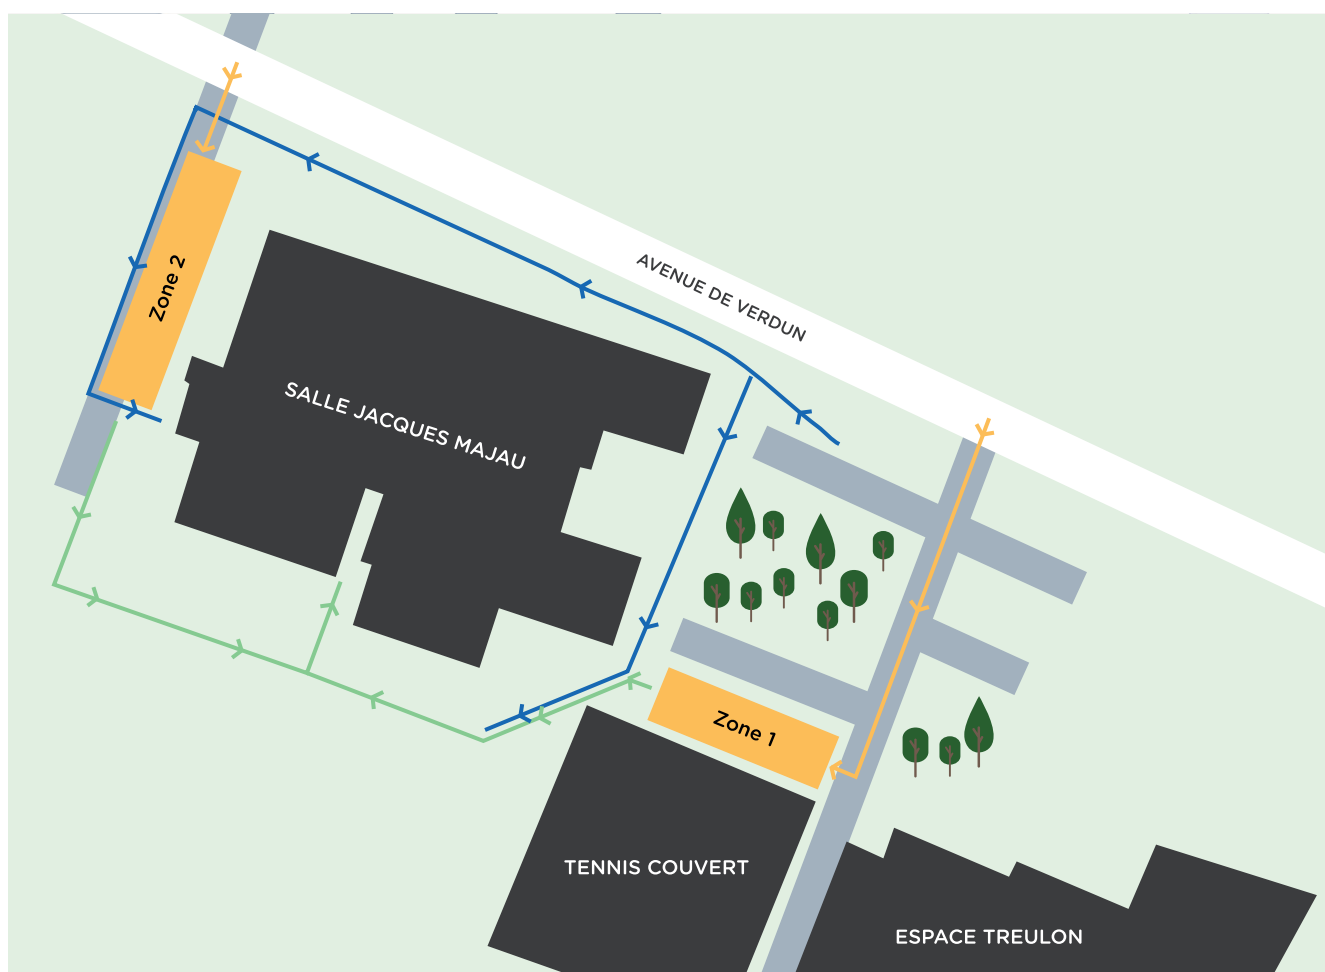 AVENUE DE VERDUN
Zone 2
SALLE JACQUES MAJAU
Zone 1
TENNIS COUVERT
ESPACE TREULON